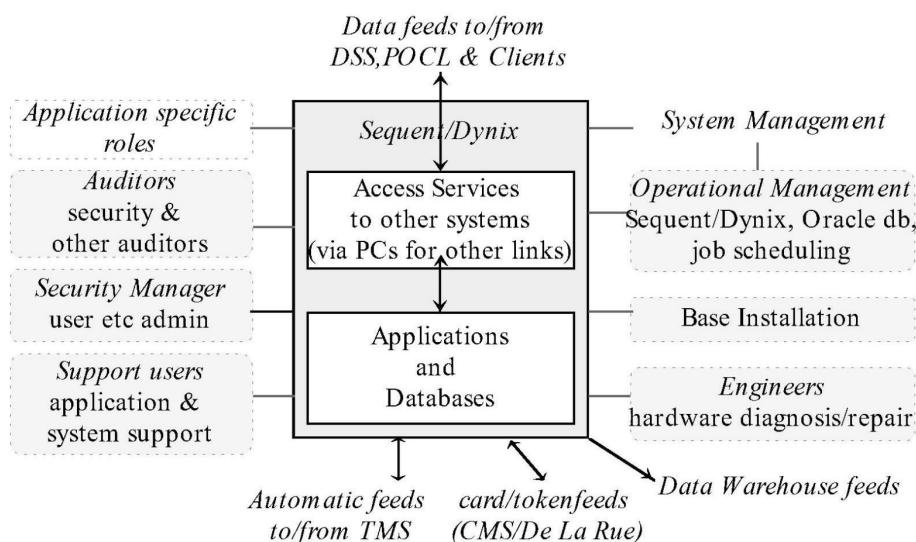 Data feeds to/from
DSS,POCL & Clients
Application specific
roles
Auditors
security &
other auditors
Security Manager
user etc admin
Support users
application &
system support
Sequent/Dynix
Access Services
to other systems
(via PCs for other links)
Applications
and
Databases
System Management
Operational Management
Sequent/Dynix, Oracle db,
job scheduling
Base Installation
Engineers
hardware diagnosis/repair
Automatic feeds
to/from TMS
card/tokenfeeds
(CMS/De La Rue)
Data Warehouse feeds